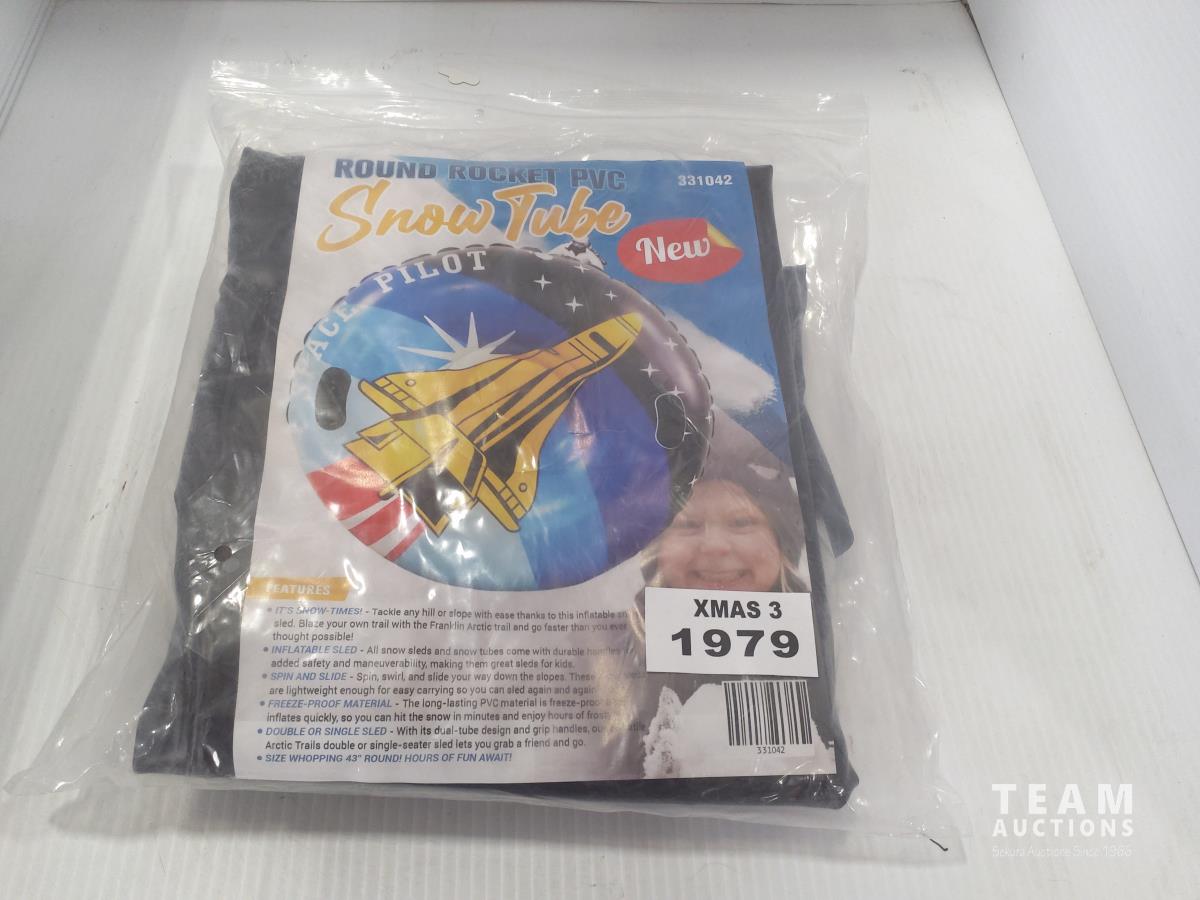 ROUND ROCKET PVC
331042
Snow Tube
New
ACE PILOT
FEATURES
• IT'S SNOW-TIMES! - Tackle any hill or slope with ease thanks to this inflatable
sled. Blaze your own trail with the Franklin Arctic trail and go faster than you ever
thought possible!
• INFLATABLE SLED - All snow sleds and snow tubes come with durable handles
added safety and maneuverability, making them great sleds for kids.
• SPIN AND SLIDE - Spin, swirl, and slide your way down the slopes. These
are lightweight enough for easy carrying so you can sled again and again
• FREEZE-PROOF MATERIAL - The long-lasting PVC material is freeze-proof
inflates quickly, so you can hit the snow in minutes and enjoy hours of
• DOUBLE OR SINGLE SLED - With its dual-tube design and grip handles,
Arctic Trails double or single-seater sled lets you grab a friend and go.
• SIZE WHOPPING 43" ROUND! HOURS OF FUN AWAIT!
XMAS 3
1979
331042
TEAM
AUCTIONS
Sekura Auctions Since 1966